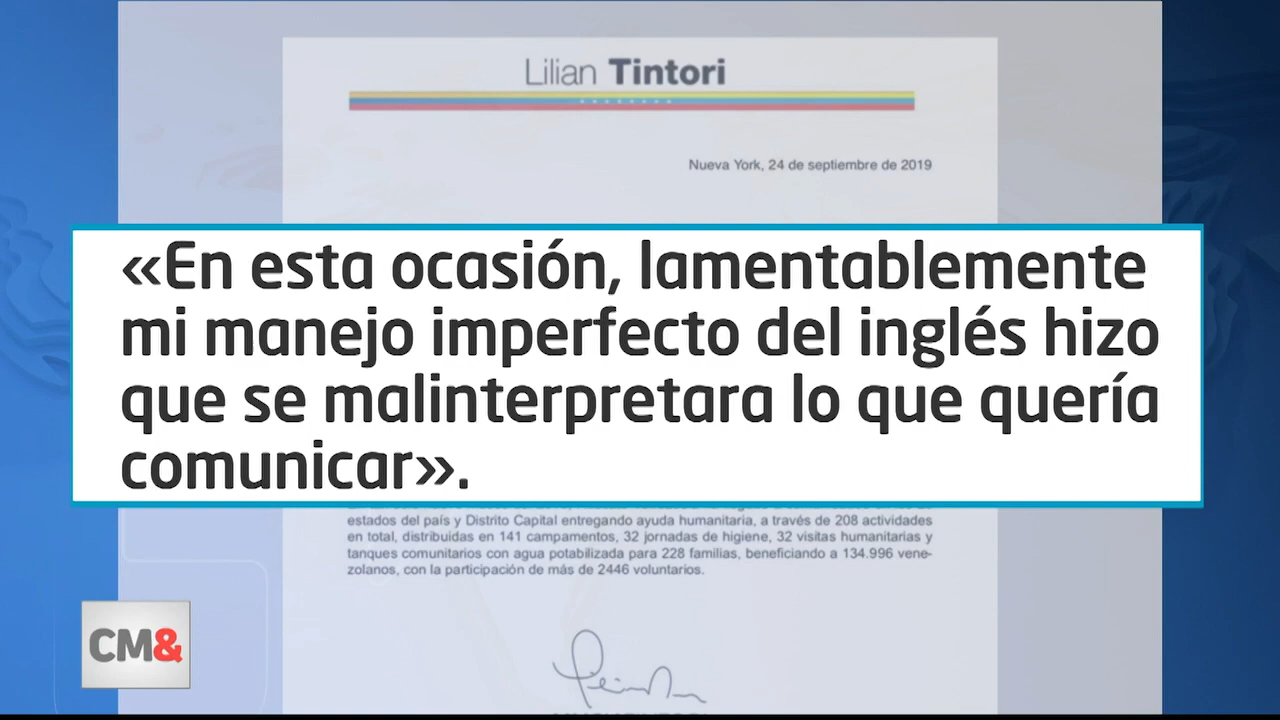 Lilian Tintori
Nueva York, 24 de septiembre de 2019
«En esta ocasión, lamentablemente
mi manejo imperfecto del inglés hizo
que se malinterpretara lo que quería
comunicar».
estados del país y Distrito Capital entregando ayuda humanitaria, a través de 208 actividades
en total, distribuidas en 141 campamentos, 32 jornadas de higiene, 32 visitas humanitarias y
tanques comunitarios con agua potabilizada para 228 familias, beneficiando a 134.996 vene-
zolanos, con la participación de más de 2446 voluntarios.
CM&